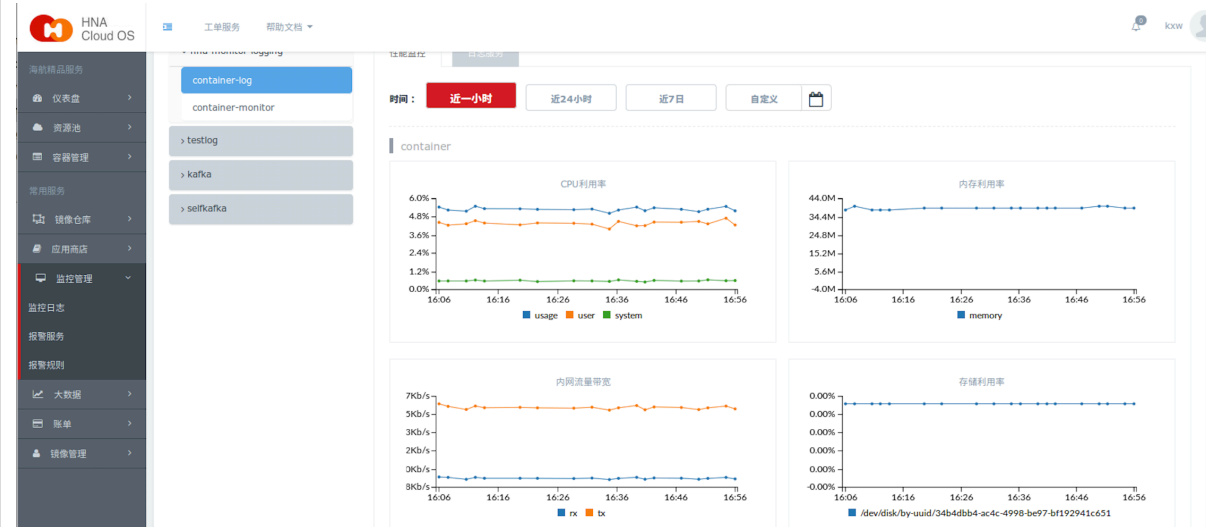 HNA
Cloud OS
工单服务
帮助文档
kxw
海航精品服务
仪表盘
资源池
容器管理
常用服务
镜像仓库
应用商店
监控管理
监控日志
报警服务
报警规则
大数据
账单
镜像管理
hna-monitor-logging
container-log
container-monitor
› testlog
› kafka
› selfkafka
性能监控
日志服务
时间：
近一小时
近24小时
近7日
自定义
container
CPU利用率
6.0%
4.8%
3.6%
2.4%
1.2%
0.0%
16:06 16:16 16:26 16:36 16:46 16:56
usage user system
内存利用率
44.0M
34.4M
24.8M
15.2M
5.6M
-4.0M
16:06 16:16 16:26 16:36 16:46 16:56
memory
内网流量带宽
7Kb/s
5Kb/s
3Kb/s
2Kb/s
0Kb/s
8Kb/s
16:06 16:16 16:26 16:36 16:46 16:56
rx tx
存储利用率
0.00%
0.00%
0.00%
0.00%
0.00%
-0.00%
16:06 16:16 16:26 16:36 16:46 16:56
/dev/disk/by-uuid/34b4dbb4-ac4c-4998-be97-bf192941c651